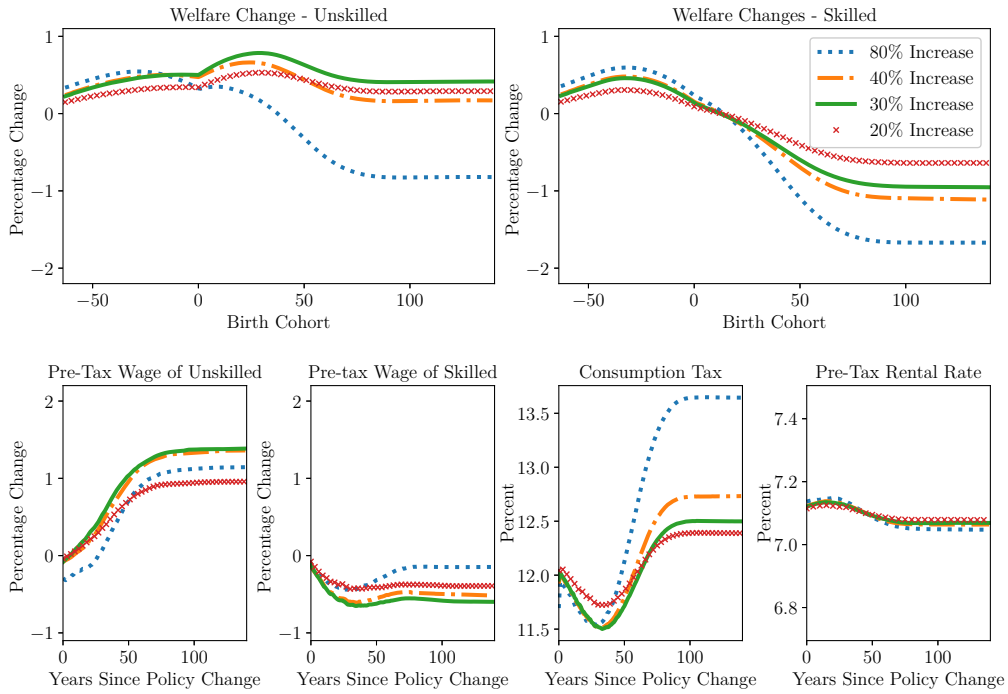 Welfare Change - Unskilled
1
0
−1
−2
Percentage Change
−50
0
50
100
Birth Cohort
Welfare Changes - Skilled
1
0
−1
−2
Percentage Change
80% Increase
40% Increase
30% Increase
20% Increase
−50
0
50
100
Birth Cohort
Pre-Tax Wage of Unskilled
2
1
0
−1
Percentage Change
0
50
100
Years Since Policy Change
Pre-tax Wage of Skilled
2
1
0
−1
Percentage Change
0
50
100
Years Since Policy Change
Consumption Tax
13.5
13.0
12.5
12.0
11.5
Percent
0
50
100
Years Since Policy Change
Pre-Tax Rental Rate
7.4
7.2
7.0
6.8
Percent
0
50
100
Years Since Policy Change